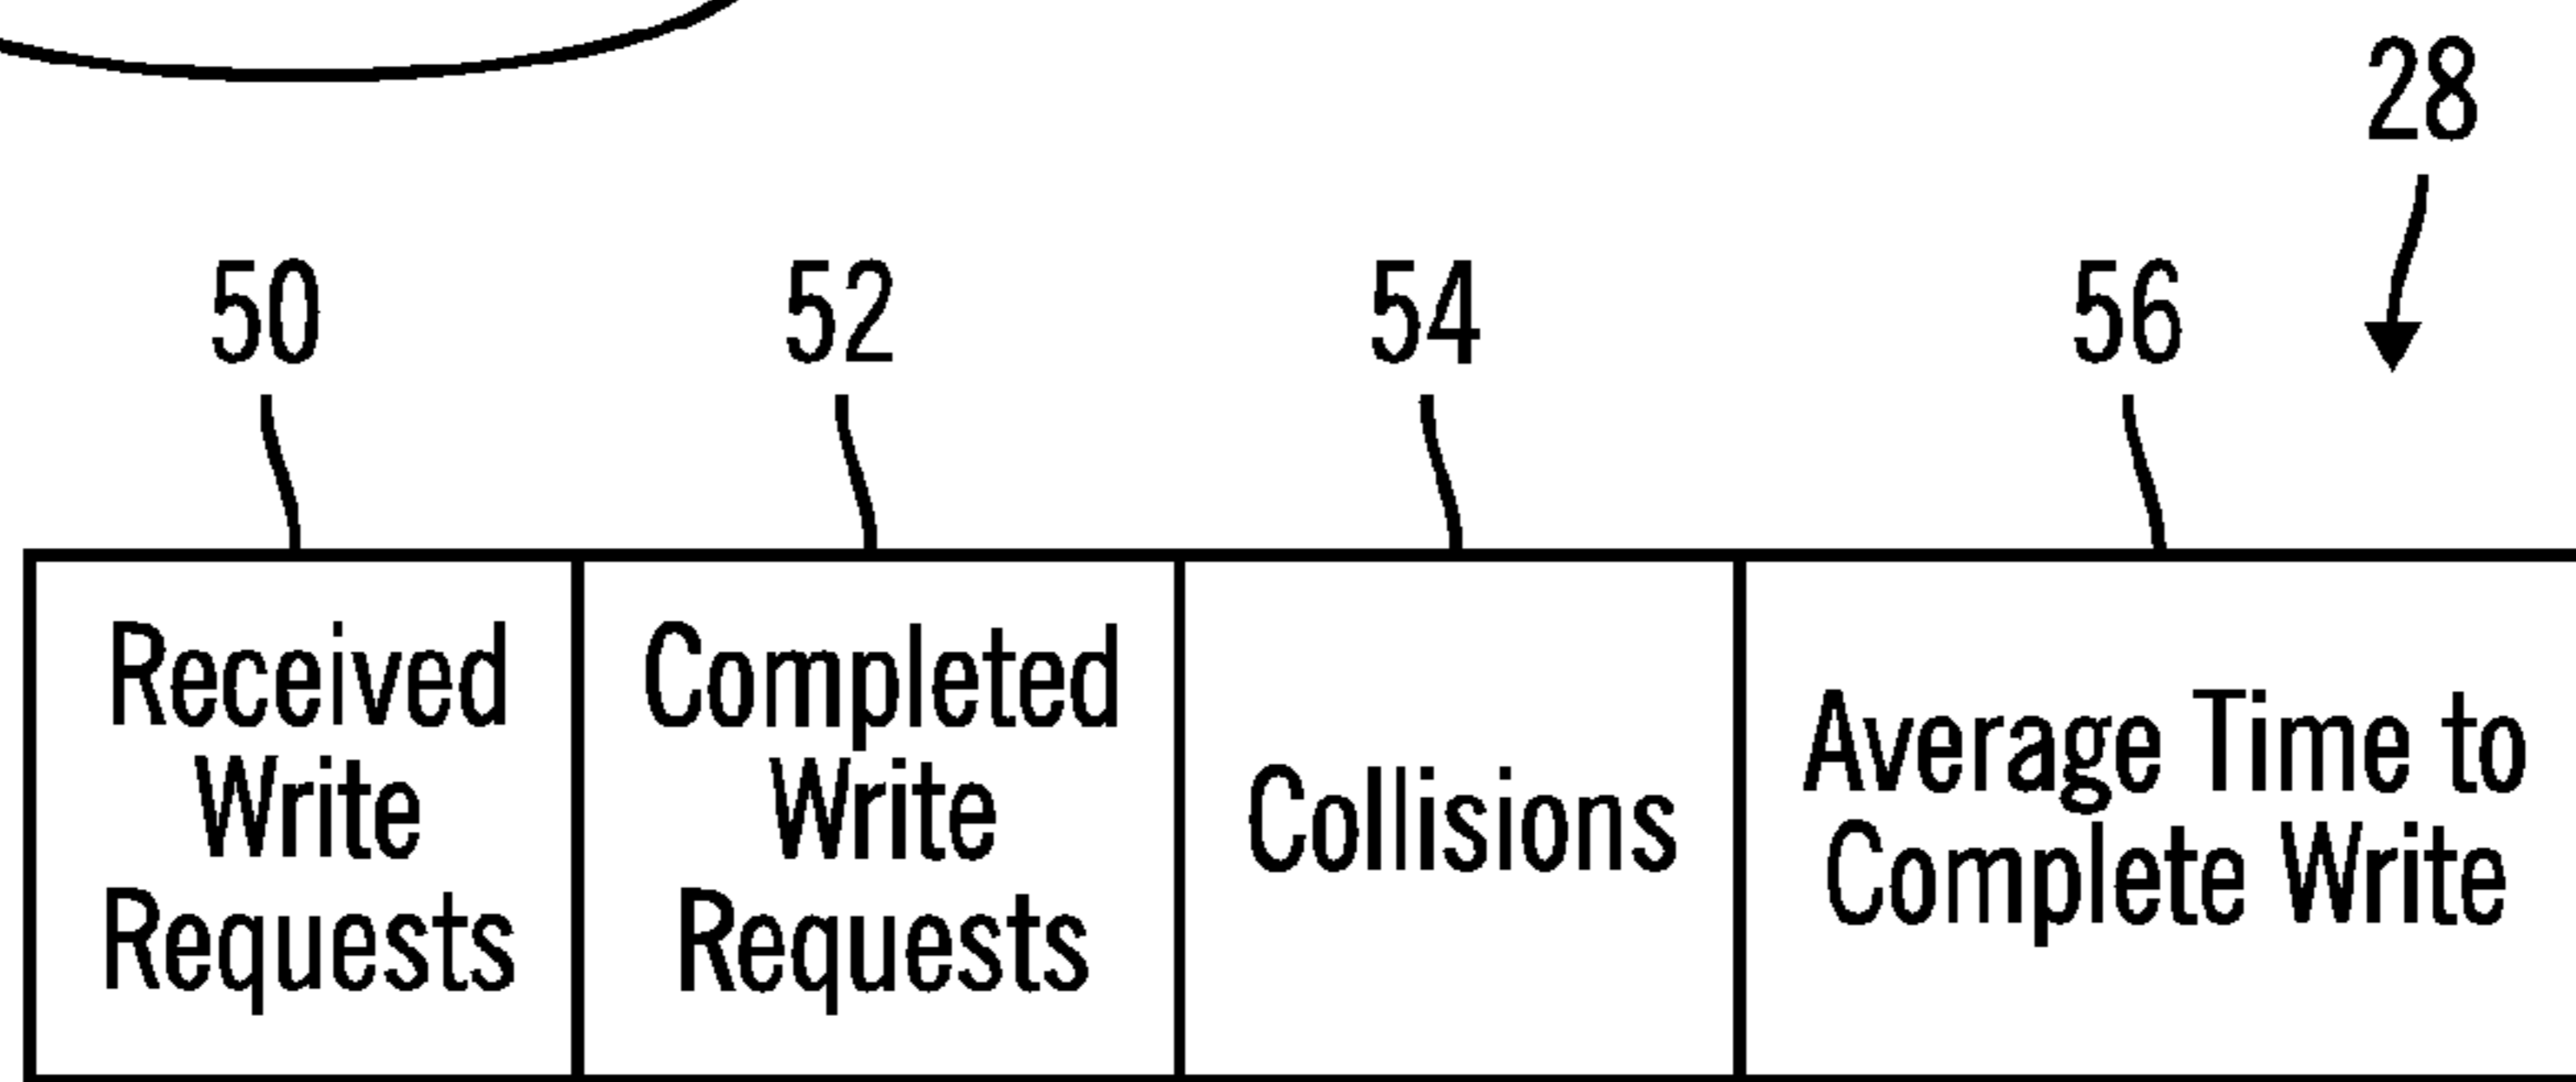 28
50
52
54
56
Received
Write
Requests
Completed
Write
Requests
Collisions
Average Time to
Complete Write